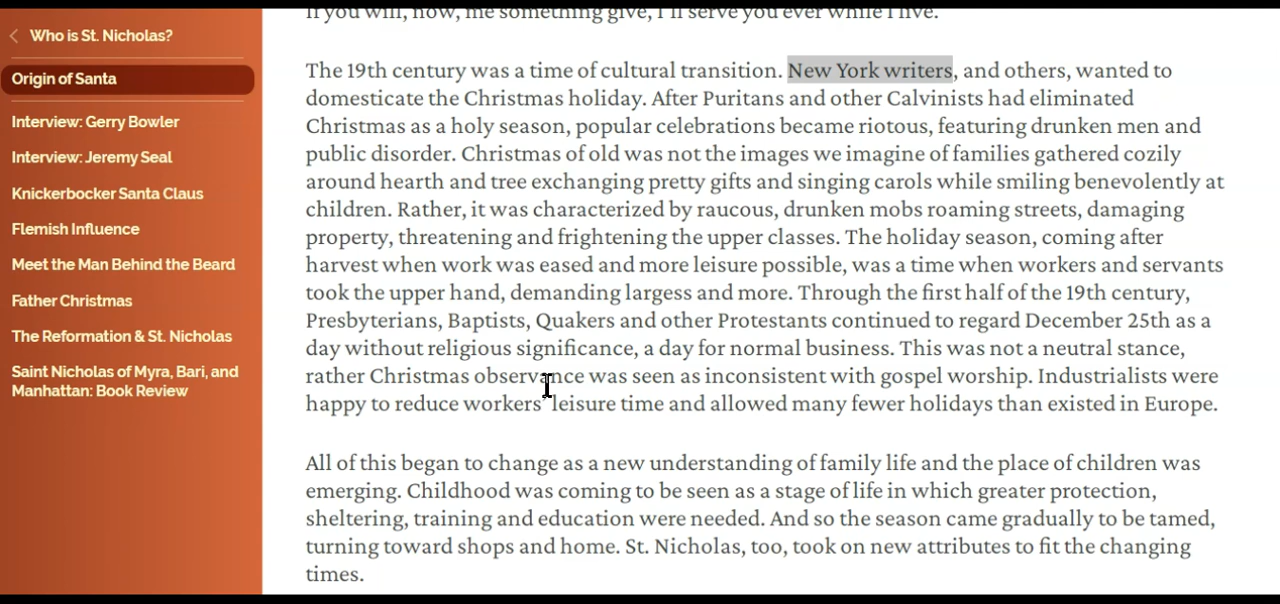 Who is St. Nicholas?
Origin of Santa
Interview: Gerry Bowler
Interview: Jeremy Seal
Knickerbocker Santa Claus
Flemish Influence
Meet the Man Behind the Beard
Father Christmas
The Reformation & St. Nicholas
Saint Nicholas of Myra, Bari, and
Manhattan: Book Review
If you will, now, me something give, I'll serve you ever while I live.
The 19th century was a time of cultural transition. New York writers, and others, wanted to
domesticate the Christmas holiday. After Puritans and other Calvinists had eliminated
Christmas as a holy season, popular celebrations became riotous, featuring drunken men and
public disorder. Christmas of old was not the images we imagine of families gathered cozily
around hearth and tree exchanging pretty gifts and singing carols while smiling benevolently at
children. Rather, it was characterized by raucous, drunken mobs roaming streets, damaging
property, threatening and frightening the upper classes. The holiday season, coming after
harvest when work was eased and more leisure possible, was a time when workers and servants
took the upper hand, demanding largess and more. Through the first half of the 19th century,
Presbyterians, Baptists, Quakers and other Protestants continued to regard December 25th as a
day without religious significance, a day for normal business. This was not a neutral stance,
rather Christmas observance was seen as inconsistent with gospel worship. Industrialists were
happy to reduce workers' leisure time and allowed many fewer holidays than existed in Europe.
All of this began to change as a new understanding of family life and the place of children was
emerging. Childhood was coming to be seen as a stage of life in which greater protection,
sheltering, training and education were needed. And so the season came gradually to be tamed,
turning toward shops and home. St. Nicholas, too, took on new attributes to fit the changing
times.